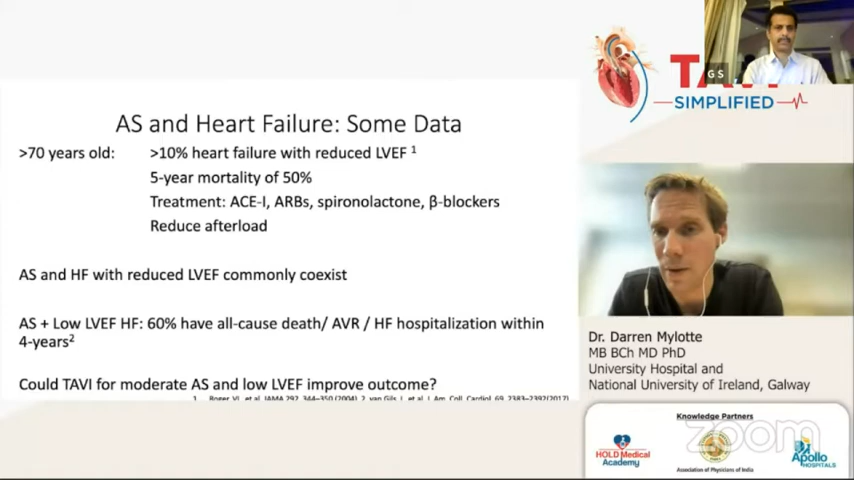 AS and Heart Failure: Some Data
>70 years old: >10% heart failure with reduced LVEF 1
5-year mortality of 50%
Treatment: ACE-I, ARBs, spironolactone, β-blockers
Reduce afterload
AS and HF with reduced LVEF commonly coexist
AS + Low LVEF HF: 60% have all-cause death/ AVR / HF hospitalization within
4-years2
Could TAVI for moderate AS and low LVEF improve outcome?
1. Roger VL, et al. JAMA 292, 344–350 (2004). 2. van Gils L, et al. J. Am. Coll. Cardiol. 69, 2383–2392(2017)
G S
SIMPLIFIED
Dr. Darren Mylotte
MB BCh MD PhD
University Hospital and
National University of Ireland, Galway
Knowledge Partners
zoom
HOLD Medical
Academy
Association of Physicians of India
Apollo
HOSPITALS